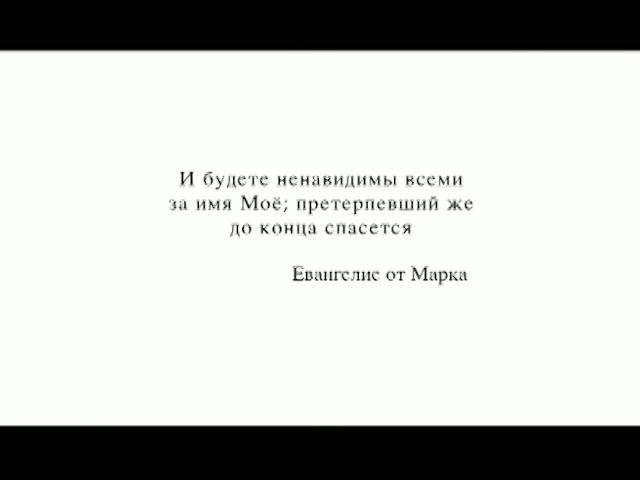 И будете ненавидимы всеми
за имя Моё; претерпевший же
до конца спасется
Евангелие от Марка